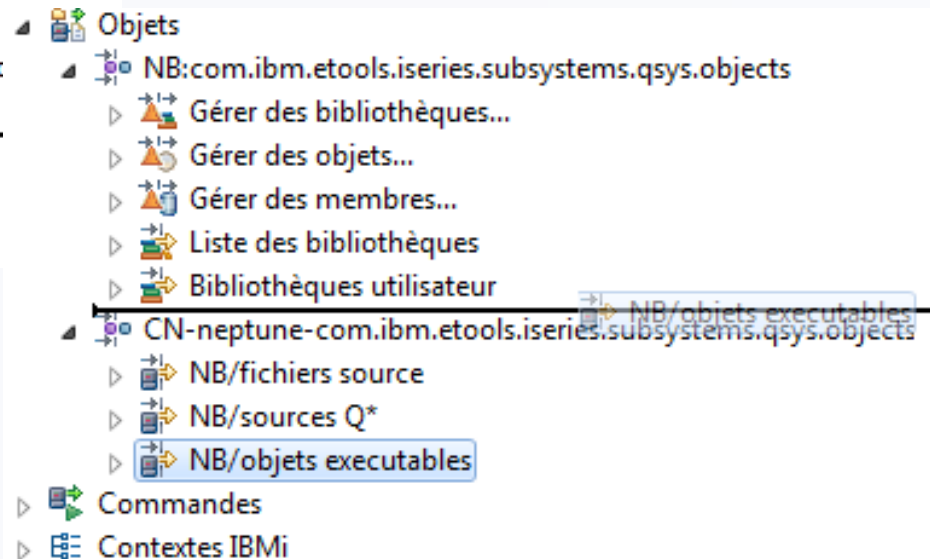 Objets
NB:com.ibm.etools.iseries.subsystems.qsys.objects
Gérer des bibliothèques...
Gérer des objets...
Gérer des membres...
Liste des bibliothèques
Bibliothèques utilisateur
NB/objets executables
CN-neptune-com.ibm.etools.iseries.subsystems.qsys.objects
NB/fichiers source
NB/sources Q*
NB/objets executables
Commandes
Contextes IBMi